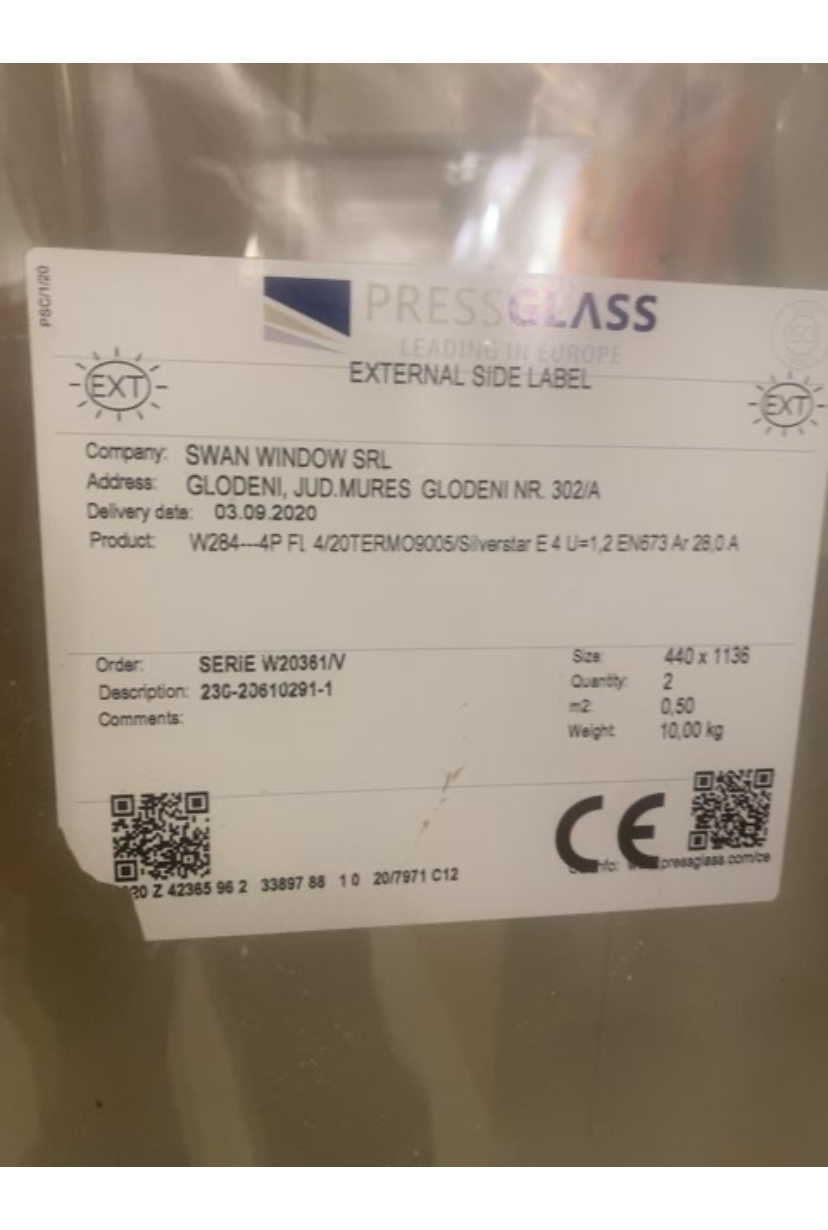 PSC/1/20
PRESSGLASS
LEADING IN EUROPE
EXTERNAL SIDE LABEL
EXT
EXT
Company: SWAN WINDOW SRL
Address: GLODENI, JUD.MURES GLODENI NR. 302/A
Delivery date: 03.09.2020
Product: W284---4P FL 4/20TERMO9005/Silverstar E 4 U=1,2 EN673 Ar 28,0 A
Order: SERIE W20361/V
Size: 440 x 1136
Description: 230-20610291-1
Quantity: 2
Comments:
m2: 0,50
Weight: 10,00 kg
CE
pressglass.com/ce
20 Z 42365 96 2 33897 88 1 0 20/7971 C12